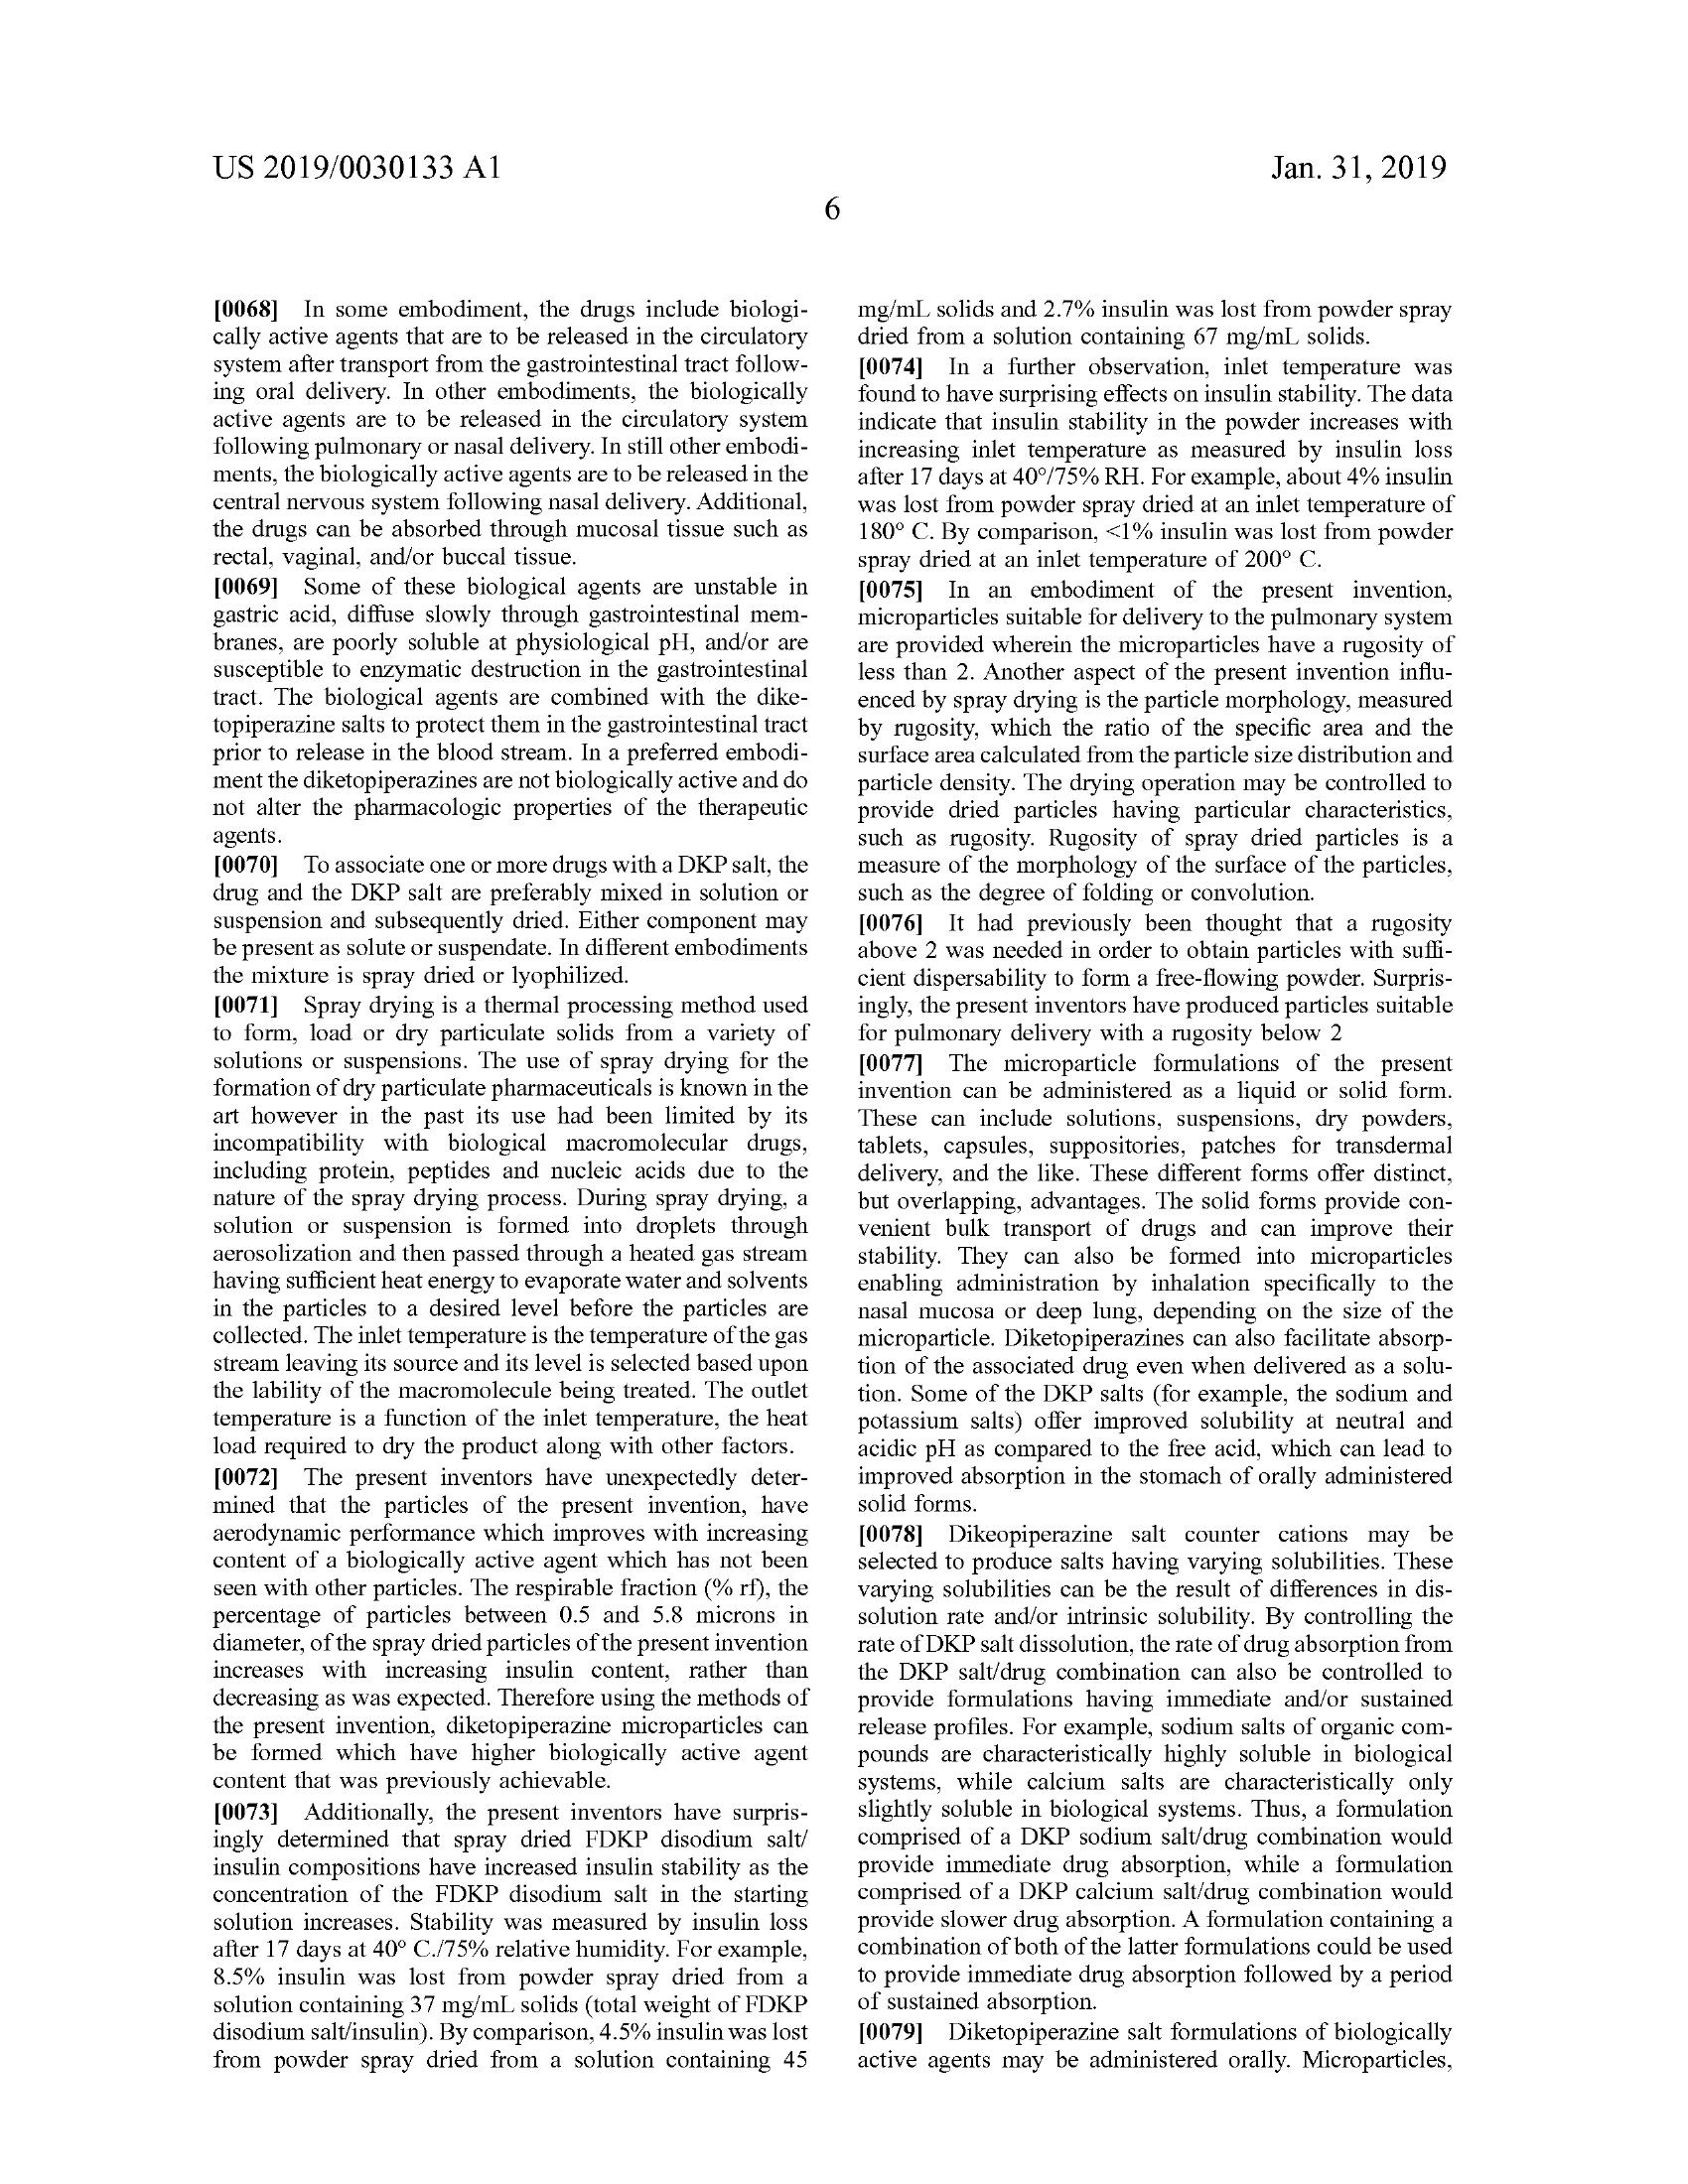 US 2019/0030133 A1
Jan. 31, 2019
6
[0068] In some embodiment, the drugs include biologi-
cally active agents that are to be released in the circulatory
system after transport from the gastrointestinal tract follow-
ing oral delivery. In other embodiments, the biologically
active agents are to be released in the circulatory system
following pulmonary or nasal delivery. In still other embodi-
ments, the biologically active agents are to be released in the
central nervous system following nasal delivery. Additional,
the drugs can be absorbed through mucosal tissue such as
rectal, vaginal, and/or buccal tissue.
[0069] Some of these biological agents are unstable in
gastric acid, diffuse slowly through gastrointestinal mem-
branes, are poorly soluble at physiological pH, and/or are
susceptible to enzymatic destruction in the gastrointestinal
tract. The biological agents are combined with the dike-
topiperazine salts to protect them in the gastrointestinal tract
prior to release in the blood stream. In a preferred embodi-
ment the diketopiperazines are not biologically active and do
not alter the pharmacologic properties of the therapeutic
agents.
[0070] To associate one or more drugs with a DKP salt, the
drug and the DKP salt are preferably mixed in solution or
suspension and subsequently dried. Either component may
be present as solute or suspendate. In different embodiments
the mixture is spray dried or lyophilized.
[0071] Spray drying is a thermal processing method used
to form, load or dry particulate solids from a variety of
solutions or suspensions. The use of spray drying for the
formation of dry particulate pharmaceuticals is known in the
art however in the past its use had been limited by its
incompatibility with biological macromolecular drugs,
including protein, peptides and nucleic acids due to the
nature of the spray drying process. During spray drying, a
solution or suspension is formed into droplets through
aerosolization and then passed through a heated gas stream
having sufficient heat energy to evaporate water and solvents
in the particles to a desired level before the particles are
collected. The inlet temperature is the temperature of the gas
stream leaving its source and its level is selected based upon
the lability of the macromolecule being treated. The outlet
temperature is a function of the inlet temperature, the heat
load required to dry the product along with other factors.
[0072] The present inventors have unexpectedly deter-
mined that the particles of the present invention, have
aerodynamic performance which improves with increasing
content of a biologically active agent which has not been
seen with other particles. The respirable fraction (% rf), the
percentage of particles between 0.5 and 5.8 microns in
diameter, of the spray dried particles of the present invention
increases with increasing insulin content, rather than
decreasing as was expected. Therefore using the methods of
the present invention, diketopiperazine microparticles can
be formed which have higher biologically active agent
content that was previously achievable.
[0073] Additionally, the present inventors have surpris-
ingly determined that spray dried FDKP disodium salt/
insulin compositions have increased insulin stability as the
concentration of the FDKP disodium salt in the starting
solution increases. Stability was measured by insulin loss
after 17 days at 40° C./75% relative humidity. For example,
8.5% insulin was lost from powder spray dried from a
solution containing 37 mg/mL solids (total weight of FDKP
disodium salt/insulin). By comparison, 4.5% insulin was lost
from powder spray dried from a solution containing 45
mg/mL solids and 2.7% insulin was lost from powder spray
dried from a solution containing 67 mg/mL solids.
[0074] In a further observation, inlet temperature was
found to have surprising effects on insulin stability. The data
indicate that insulin stability in the powder increases with
increasing inlet temperature as measured by insulin loss
after 17 days at 40°/75% RH. For example, about 4% insulin
was lost from powder spray dried at an inlet temperature of
180° C. By comparison, <1% insulin was lost from powder
spray dried at an inlet temperature of 200° C.
[0075] In an embodiment of the present invention,
microparticles suitable for delivery to the pulmonary system
are provided wherein the microparticles have a rugosity of
less than 2. Another aspect of the present invention influ-
enced by spray drying is the particle morphology, measured
by rugosity, which the ratio of the specific area and the
surface area calculated from the particle size distribution and
particle density. The drying operation may be controlled to
provide dried particles having particular characteristics,
such as rugosity. Rugosity of spray dried particles is a
measure of the morphology of the surface of the particles,
such as the degree of folding or convolution.
[0076] It had previously been thought that a rugosity
above 2 was needed in order to obtain particles with suffi-
cient dispersability to form a free-flowing powder. Surpris-
ingly, the present inventors have produced particles suitable
for pulmonary delivery with a rugosity below 2
[0077] The microparticle formulations of the present
invention can be administered as a liquid or solid form.
These can include solutions, suspensions, dry powders,
tablets, capsules, suppositories, patches for transdermal
delivery, and the like. These different forms offer distinct,
but overlapping, advantages. The solid forms provide con-
venient bulk transport of drugs and can improve their
stability. They can also be formed into microparticles
enabling administration by inhalation specifically to the
nasal mucosa or deep lung, depending on the size of the
microparticle. Diketopiperazines can also facilitate absorp-
tion of the associated drug even when delivered as a solu-
tion. Some of the DKP salts (for example, the sodium and
potassium salts) offer improved solubility at neutral and
acidic pH as compared to the free acid, which can lead to
improved absorption in the stomach of orally administered
solid forms.
[0078] Dikeopiperazine salt counter cations may be
selected to produce salts having varying solubilities. These
varying solubilities can be the result of differences in dis-
solution rate and/or intrinsic solubility. By controlling the
rate of DKP salt dissolution, the rate of drug absorption from
the DKP salt/drug combination can also be controlled to
provide formulations having immediate and/or sustained
release profiles. For example, sodium salts of organic com-
pounds are characteristically highly soluble in biological
systems, while calcium salts are characteristically only
slightly soluble in biological systems. Thus, a formulation
comprised of a DKP sodium salt/drug combination would
provide immediate drug absorption, while a formulation
comprised of a DKP calcium salt/drug combination would
provide slower drug absorption. A formulation containing a
combination of both of the latter formulations could be used
to provide immediate drug absorption followed by a period
of sustained absorption.
[0079] Diketopiperazine salt formulations of biologically
active agents may be administered orally. Microparticles,